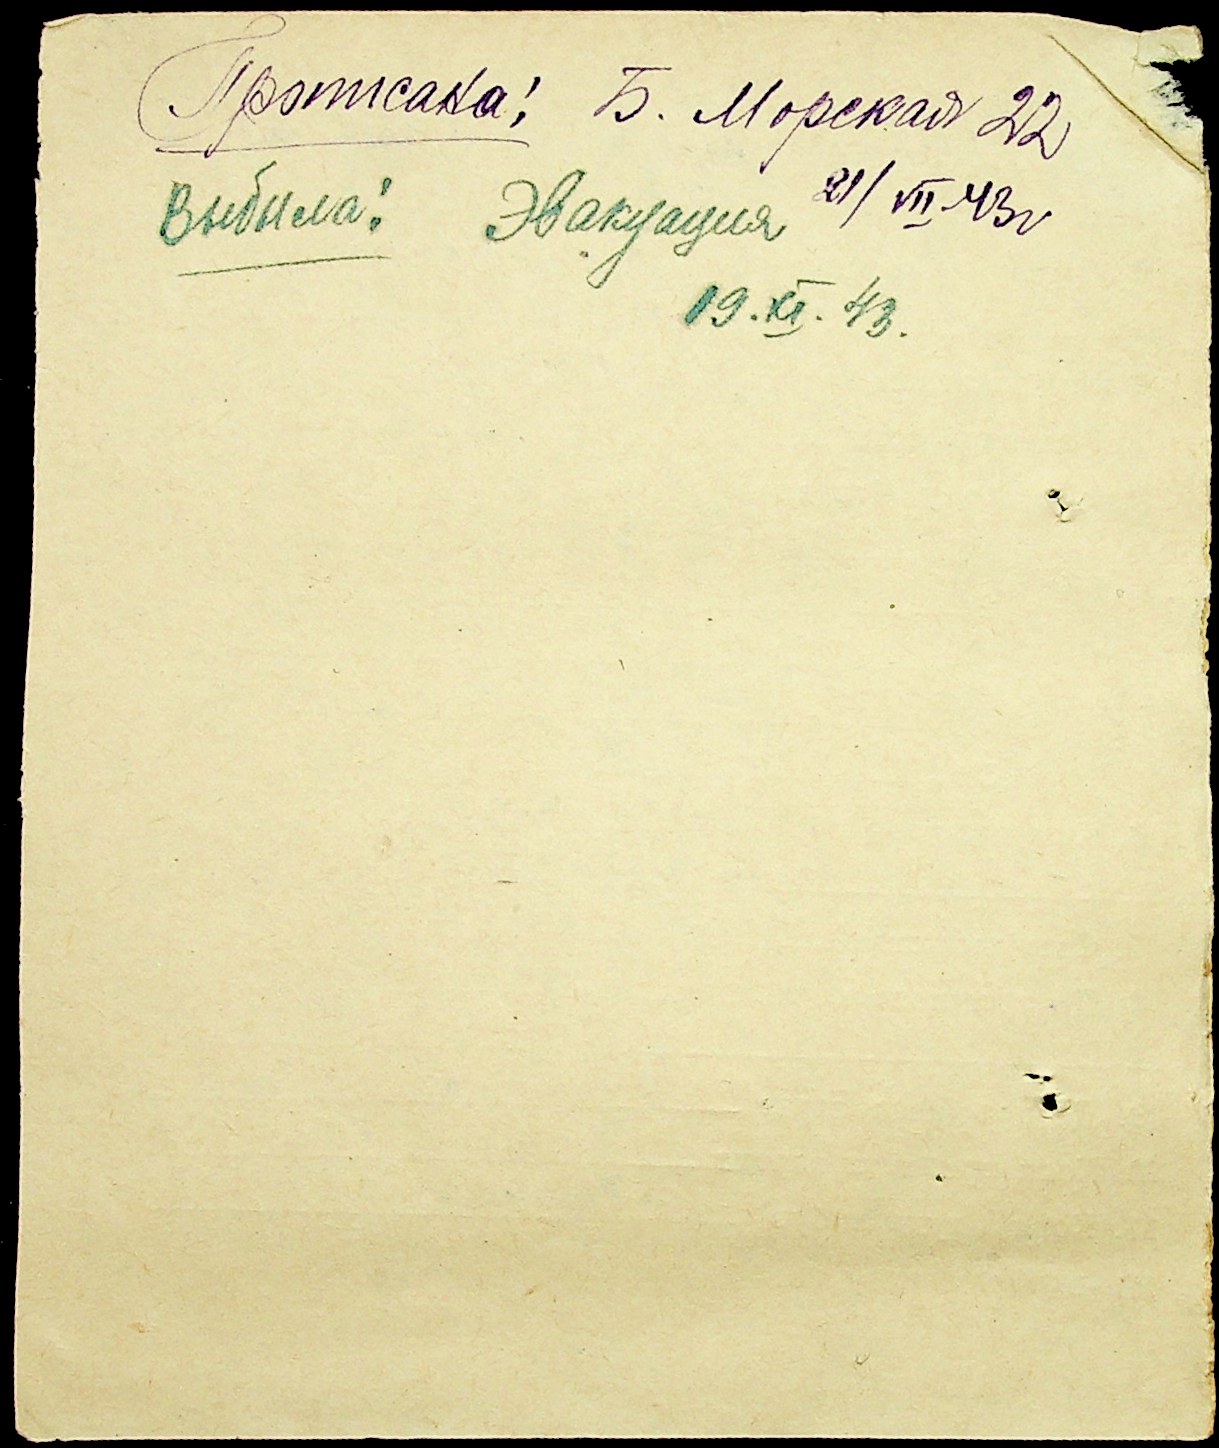 Прописана: Б. Морская 22
21/VII 43г
Выбыла: Эвакуация
19.XI.43.